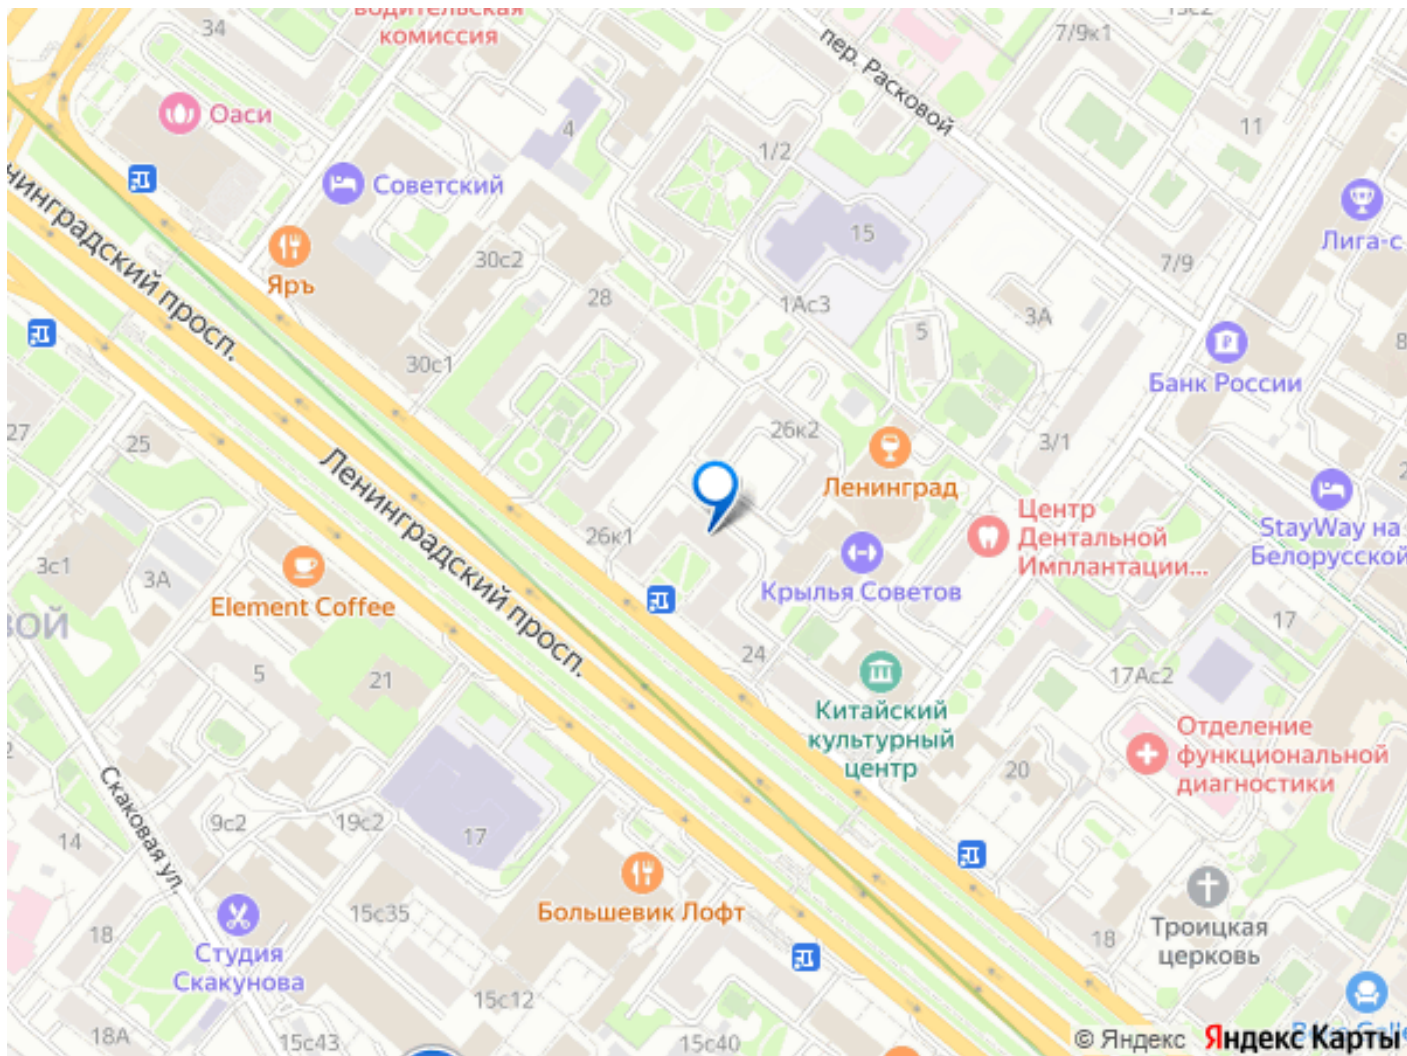 водительская
комиссия
34
15с2
7/9к1
пер. Расковой
Оаси
4
11
1/2
Советский
Лига-с
15
Яръ
30с2
7/9
28
1Ас3
3А
5
Ленинградский просп.
30с1
Банк России
27
25
26к2
3/1
Ленинград
Ленинградский просп.
Центр
Дентальной
Имплантации...
StayWay на
Белорусской
26к1
3с1
3А
Крылья Советов
Element Coffee
17
24
5
21
17Ас2
Китайский
культурный
центр
Отделение
функциональной
диагностики
20
Скаковая ул.
14
9с2
19с2
17
Большевик Лофт
15с35
18
Студия
Скакунова
Троицкая
церковь
18
15с12
18А
15с43
15с40
© Яндекс Яндекс Карты